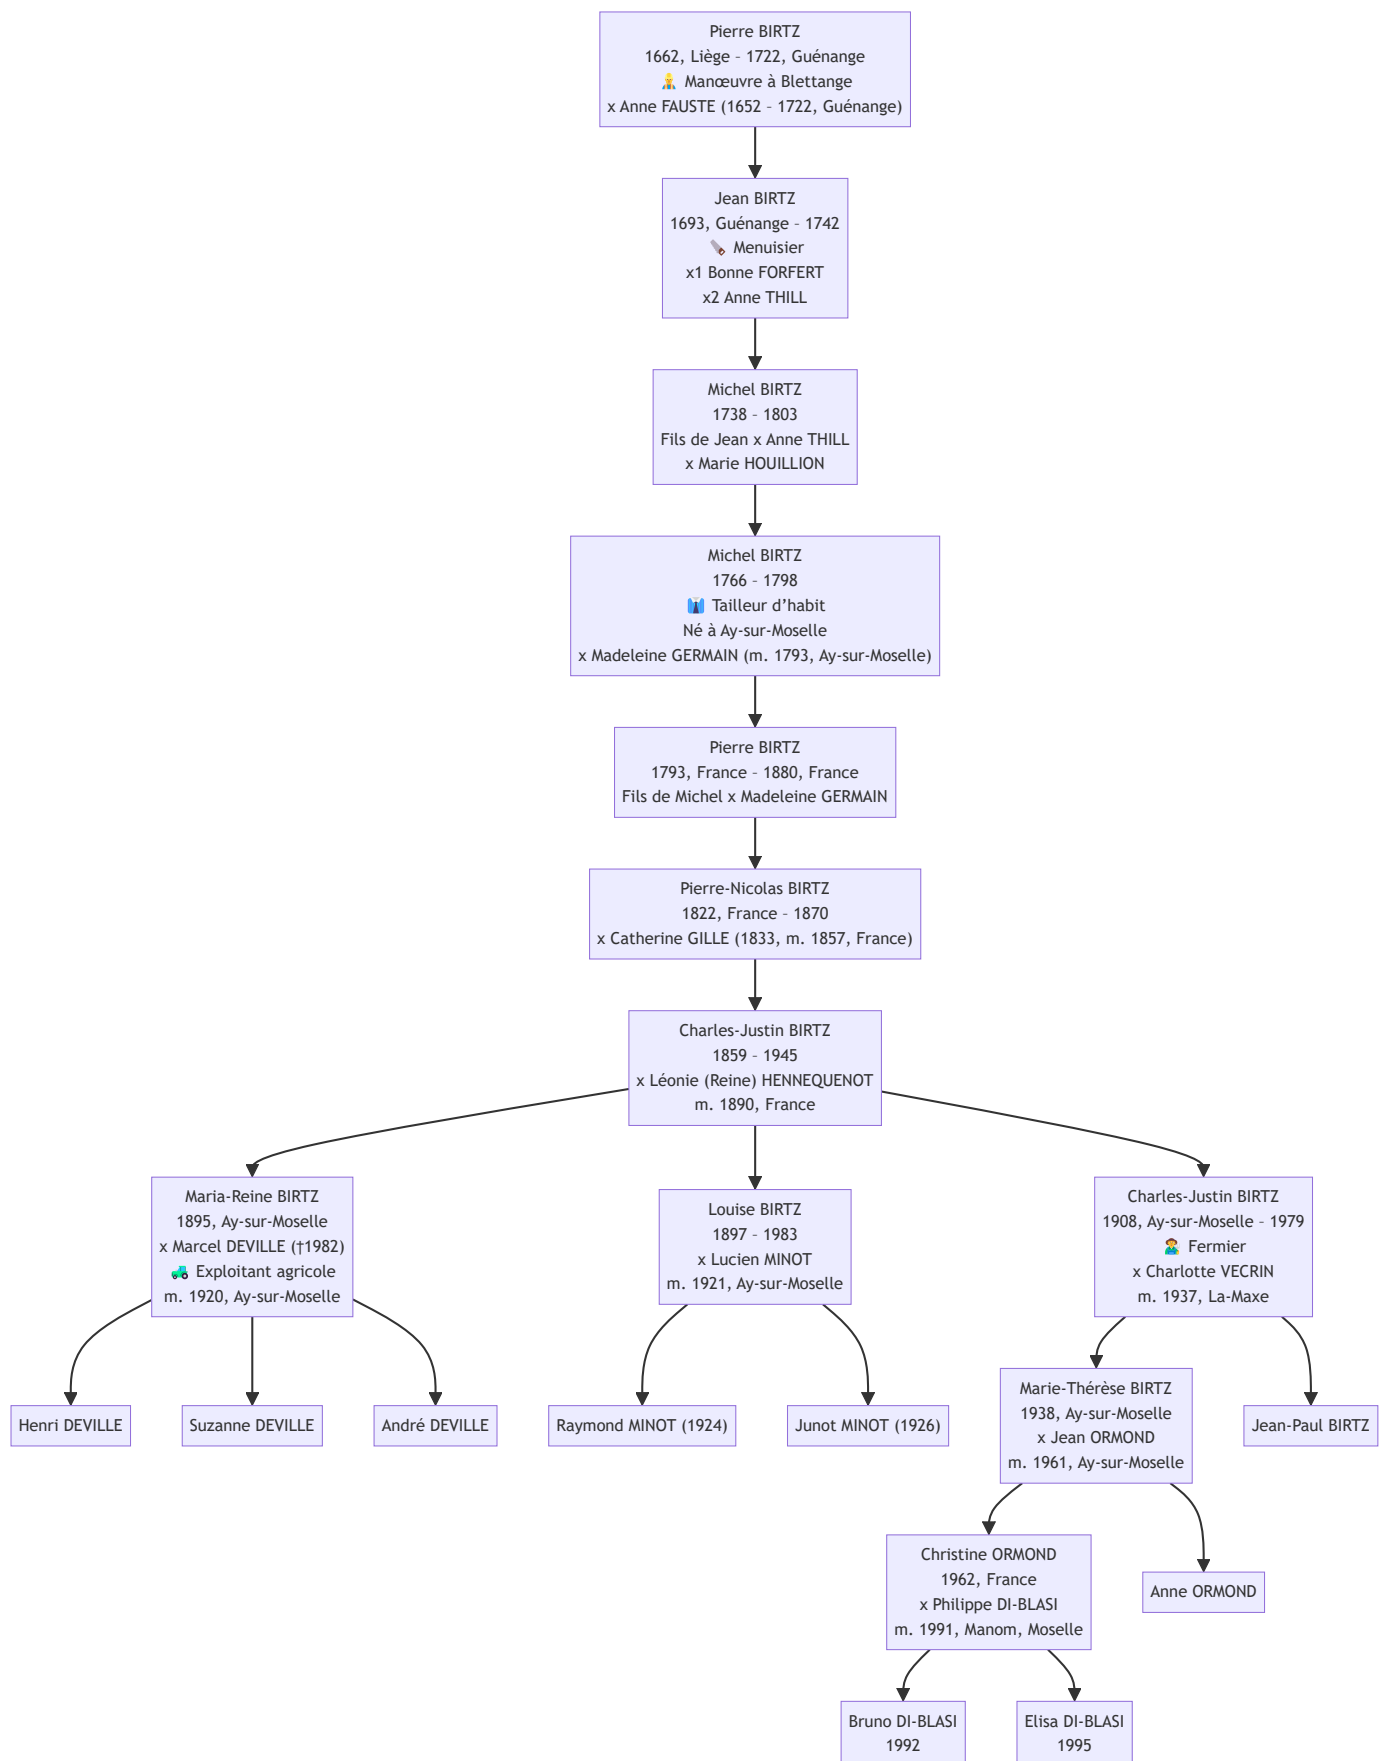 Pierre BIRTZ
1662, Liège – 1722, Guénange
Manœuvre à Blettange
x Anne FAUSTE (1652 – 1722, Guénange)
Jean BIRTZ
1693, Guénange – 1742
Menuisier
x1 Bonne FORFERT
x2 Anne THILL
Michel BIRTZ
1738 – 1803
Fils de Jean x Anne THILL
x Marie HOUILLION
Michel BIRTZ
1766 – 1798
Tailleur d’habit
Né à Ay-sur-Moselle
x Madeleine GERMAIN (m. 1793, Ay-sur-Moselle)
Pierre BIRTZ
1793, France – 1880, France
Fils de Michel x Madeleine GERMAIN
Pierre-Nicolas BIRTZ
1822, France – 1870
x Catherine GILLE (1833, m. 1857, France)
Charles-Justin BIRTZ
1859 – 1945
x Léonie (Reine) HENNEQUENOT
m. 1890, France
Maria-Reine BIRTZ
1895, Ay-sur-Moselle
x Marcel DEVILLE (†1982)
Exploitant agricole
m. 1920, Ay-sur-Moselle
Louise BIRTZ
1897 – 1983
x Lucien MINOT
m. 1921, Ay-sur-Moselle
Charles-Justin BIRTZ
1908, Ay-sur-Moselle – 1979
Fermier
x Charlotte VECRIN
m. 1937, La-Maxe
Henri DEVILLE
Suzanne DEVILLE
André DEVILLE
Raymond MINOT (1924)
Junot MINOT (1926)
Marie-Thérèse BIRTZ
1938, Ay-sur-Moselle
x Jean ORMOND
m. 1961, Ay-sur-Moselle
Jean-Paul BIRTZ
Christine ORMOND
1962, France
x Philippe DI-BLASI
m. 1991, Manom, Moselle
Anne ORMOND
Bruno DI-BLASI
1992
Elisa DI-BLASI
1995